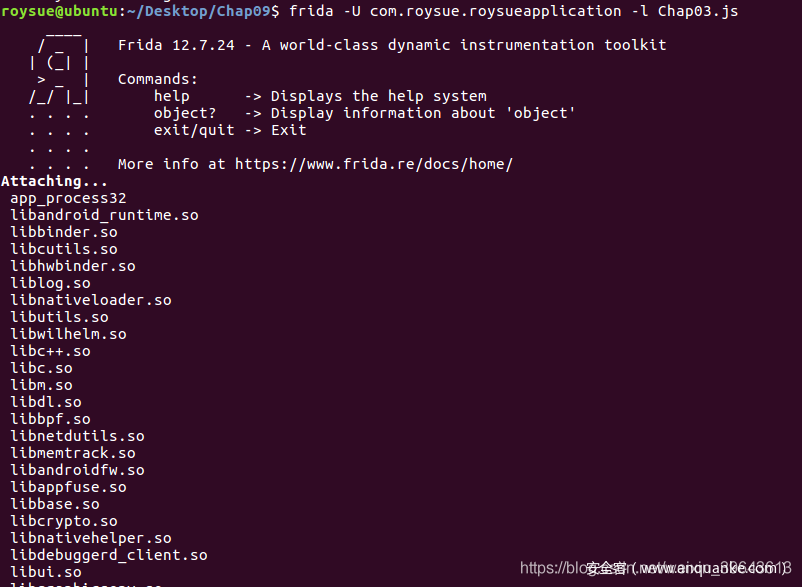 roysue@ubuntu:~/Desktop/Chap09$ frida -U com.roysue.roysueapplication -l Chap03.js
     ____
    / _  |   Frida 12.7.24 - A world-class dynamic instrumentation toolkit
   | (_| |
    > _  |   Commands:
   /_/ |_|       help      -> Displays the help system
   . . . .       object?   -> Display information about 'object'
   . . . .       exit/quit -> Exit
   . . . .
   . . . .   More info at https://www.frida.re/docs/home/
Attaching...
app_process32
libandroid_runtime.so
libbinder.so
libcutils.so
libhwbinder.so
liblog.so
libnativeloader.so
libutils.so
libwilhelm.so
libc++.so
libc.so
libm.so
libdl.so
libbpf.so
libnetdutils.so
libmemtrack.so
libandroidfw.so
libappfuse.so
libbase.so
libcrypto.so
libnativehelper.so
libdebuggerd_client.so
libui.so
安全客 ( www.anquanke.com )